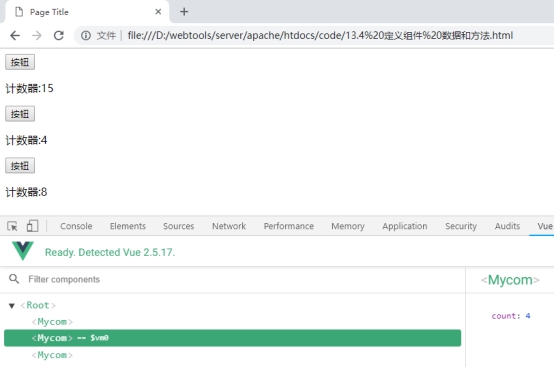 Page Title
文件 | file:///D:/webtools/server/apache/htdocs/code/13.4%20定义组件%20数据和方法.html
按钮
计数器:15
按钮
计数器:4
按钮
计数器:8
Console Elements Sources Network Performance Memory Application Security Audits Vue
Ready. Detected Vue 2.5.17.
Filter components
<Mycom>
<Root>
count: 4
<Mycom>
<Mycom> == $vm0
<Mycom>